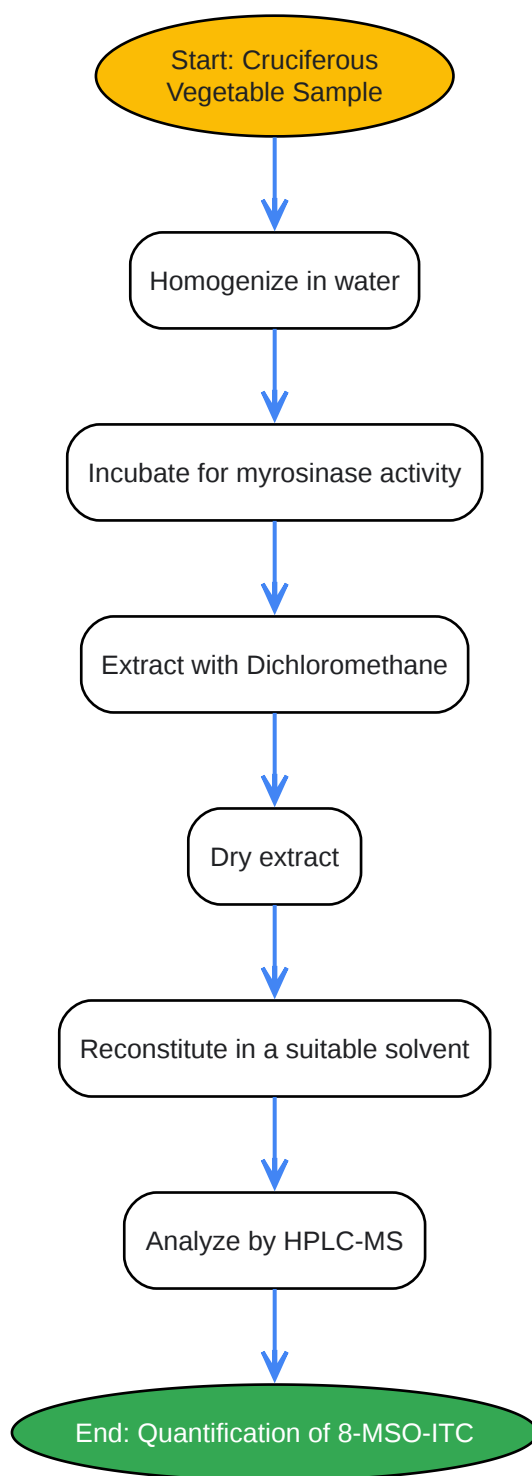 Start: Cruciferous
Vegetable Sample
Homogenize in water
Incubate for myrosinase activity
Extract with Dichloromethane
Dry extract
Reconstitute in a suitable solvent
Analyze by HPLC-MS
End: Quantification of 8-MSO-ITC